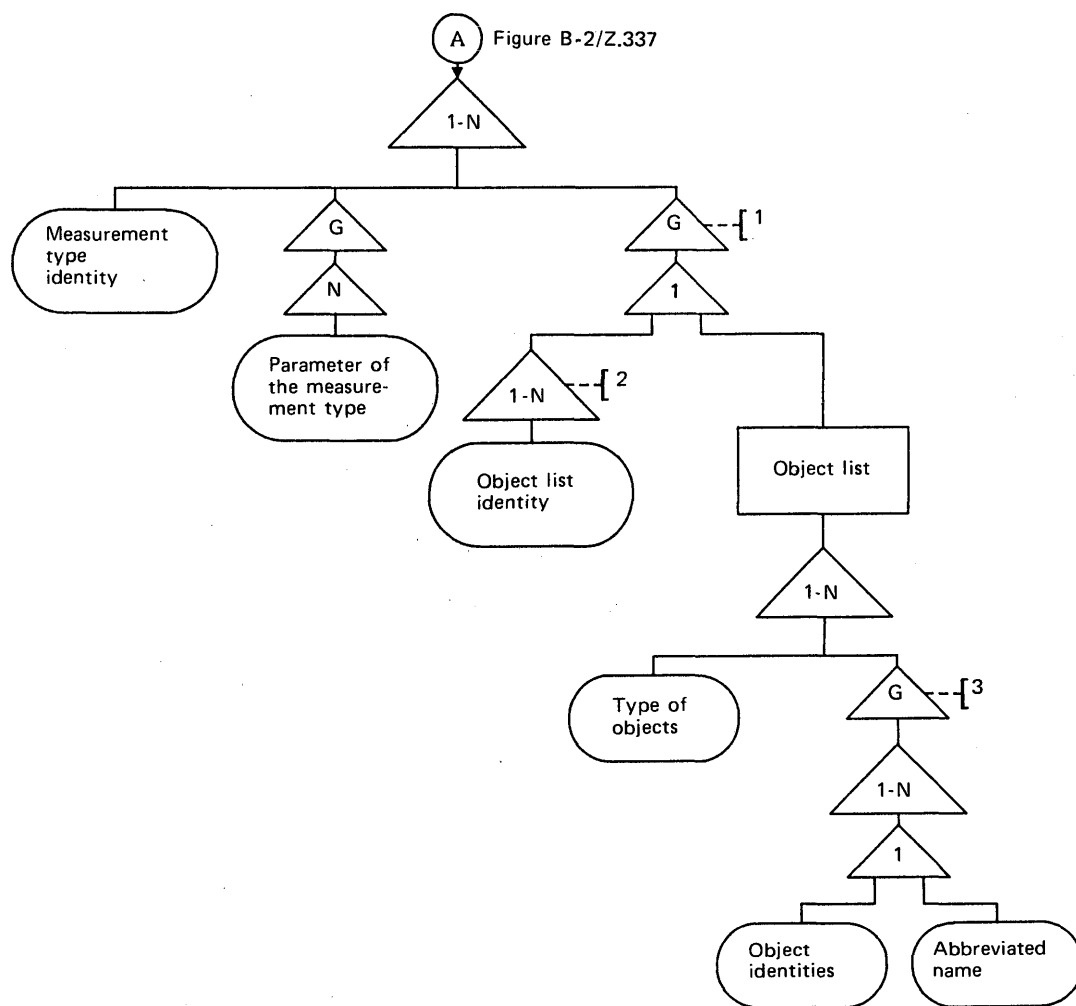 A
Figure B-2/Z.337
1-N
Measurement
type
identity
G
G
1
N
1
Parameter of
the measure-
ment type
1-N
2
Object list
identity
Object list
1-N
Type of
objects
G
3
1-N
1
Object
identities
Abbreviated
name